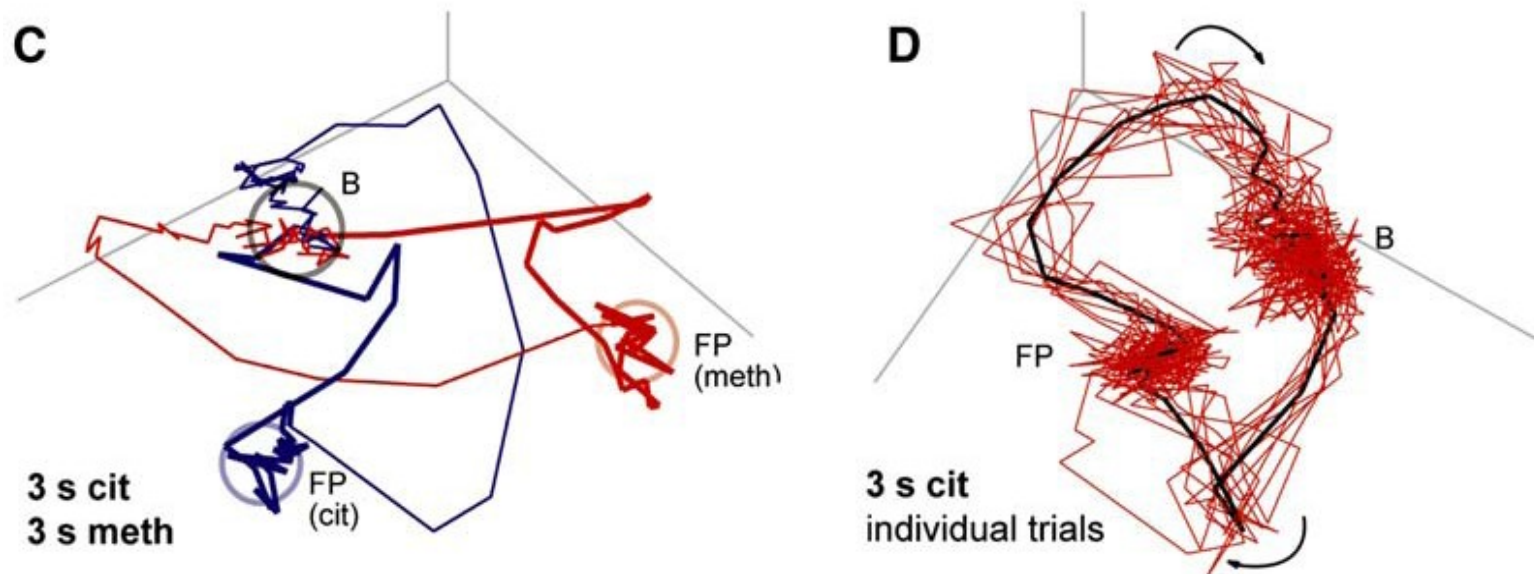 C
B
FP
(meth)
FP
(cit)
3 s cit
3 s meth
D
B
FP
3 s cit
individual trials